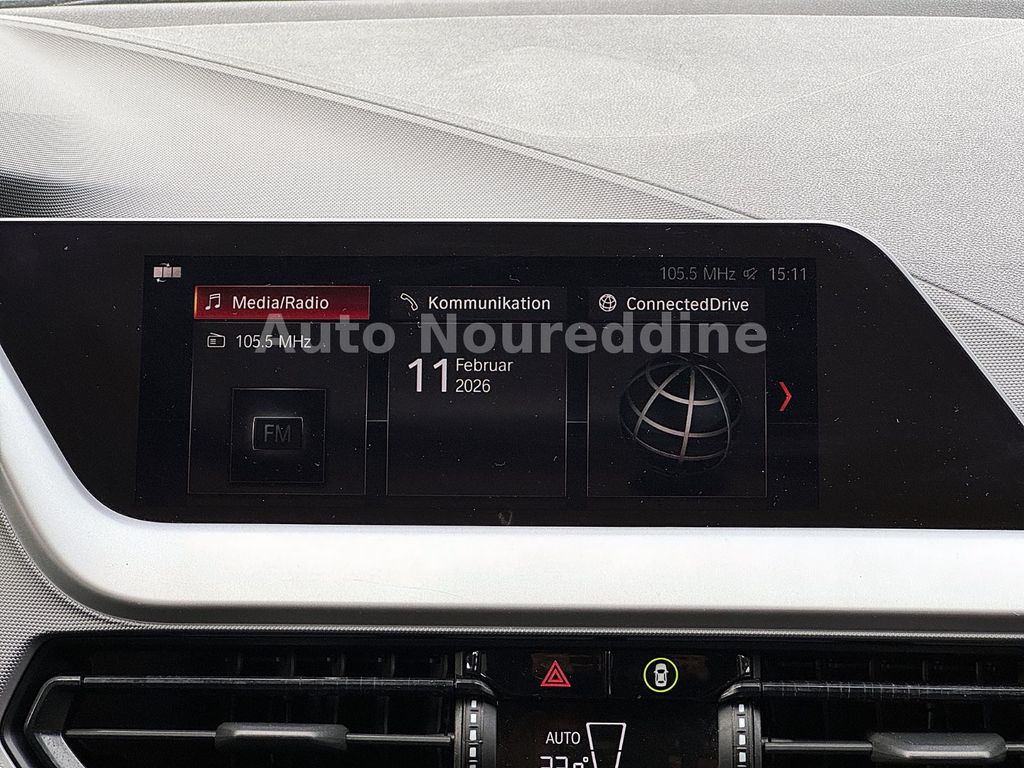 105.5 MHz 15:11
Media/Radio Kommunikation ConnectedDrive
Auto Noureddine
105.5 MHz
11 Februar
2026
FM
AUTO